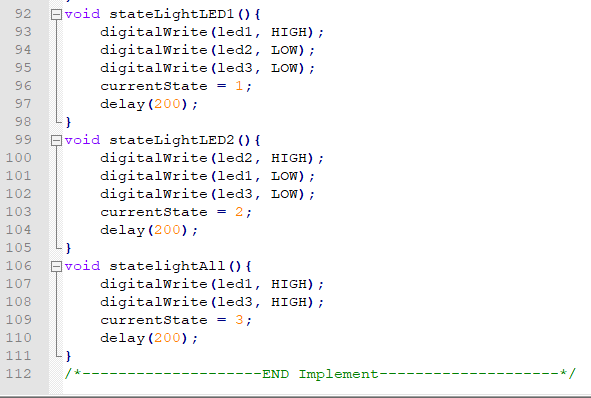 92 void stateLightLED1(){
93 digitalWrite(led1, HIGH);
94 digitalWrite(led2, LOW);
95 digitalWrite(led3, LOW);
96 currentState = 1;
97 delay(200);
98 }
99 void stateLightLED2(){
100 digitalWrite(led2, HIGH);
101 digitalWrite(led1, LOW);
102 digitalWrite(led3, LOW);
103 currentState = 2;
104 delay(200);
105 }
106 void statelightAll(){
107 digitalWrite(led1, HIGH);
108 digitalWrite(led3, HIGH);
109 currentState = 3;
110 delay(200);
111 }
112 /*--------------------END Implement--------------------*/